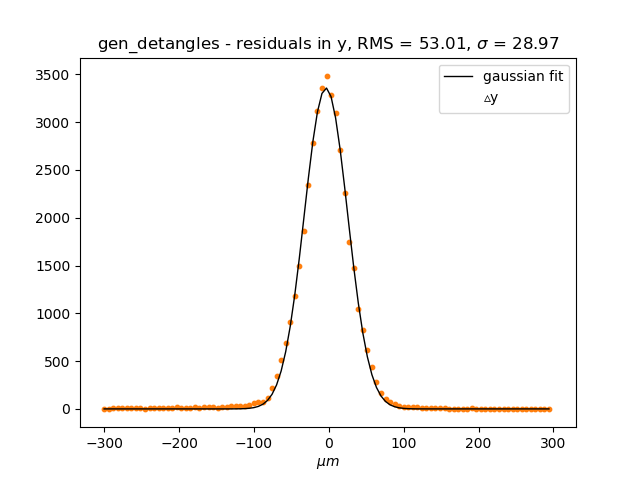 gen_detangles - residuals in y, RMS = 53.01, σ = 28.97
gaussian fit
▵y
3500
3000
2500
2000
1500
1000
500
0
−300 −200 −100 0 100 200 300
μm